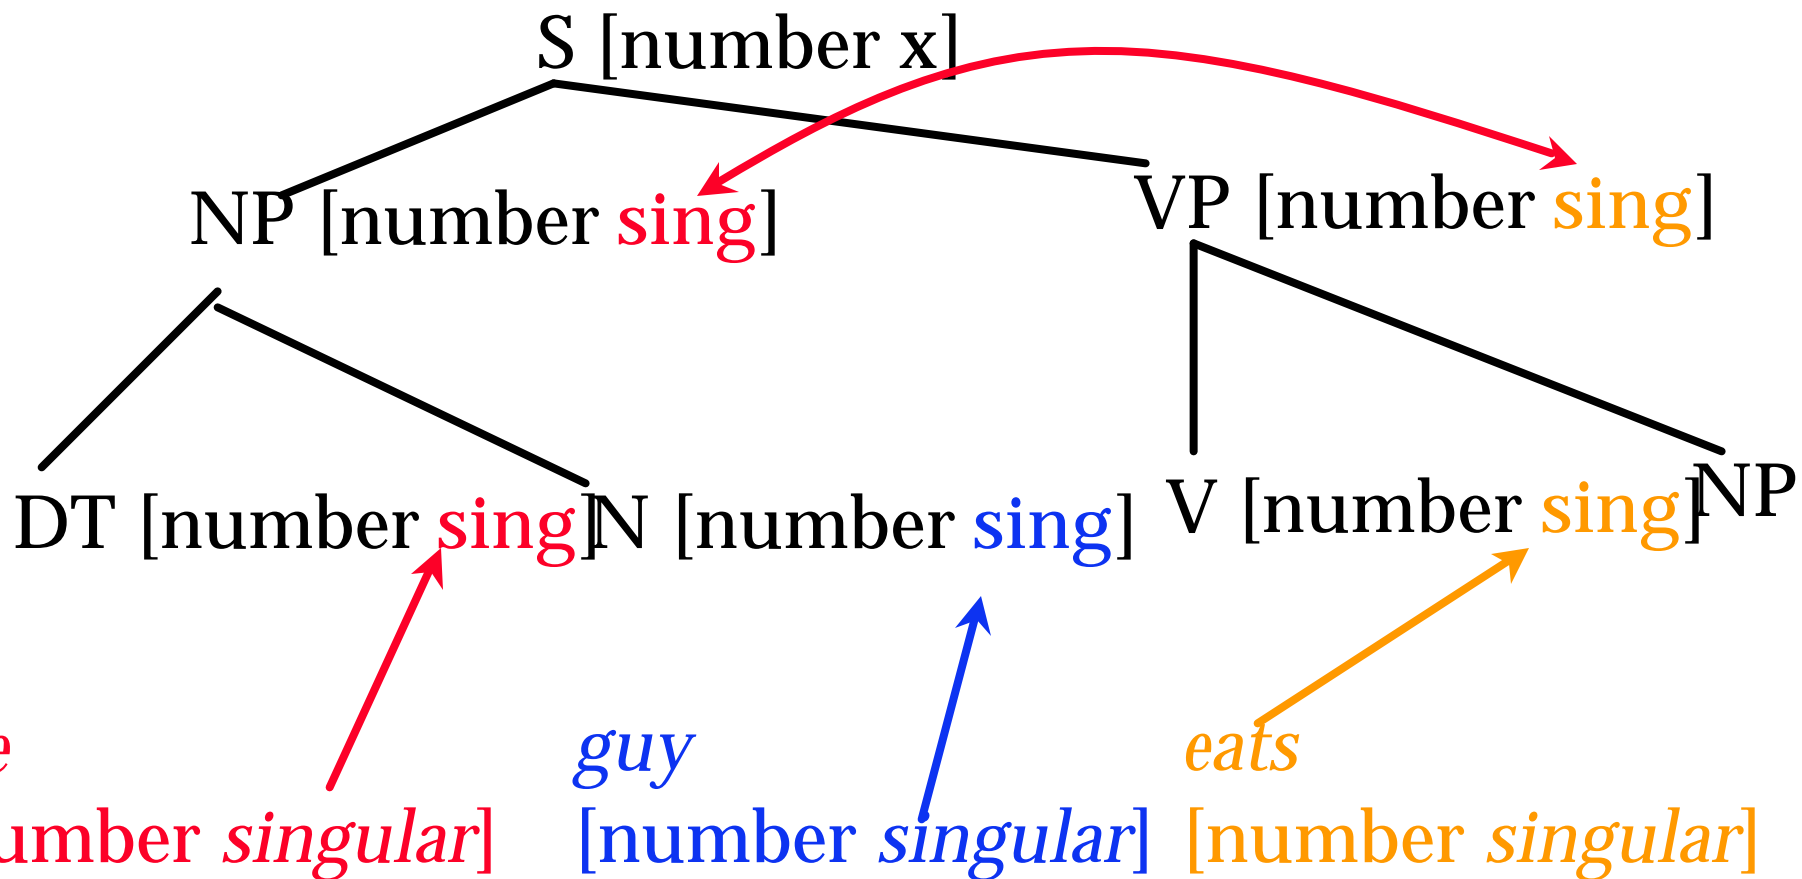 S [number x]
NP [number sing]
VP [number sing]
DT [number sing]
N [number sing]
V [number sing]
NP
guy
eats
singular]
[number singular]
[number singular]